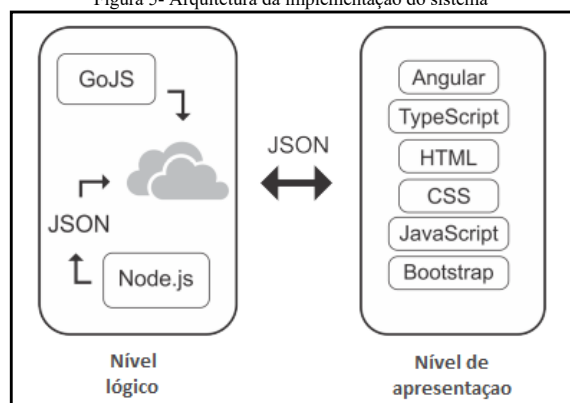 Figura 5- Arquitetura da implementação do sistema
GoJS
JSON
Node.js
Nível
lógico
JSON
Angular
TypeScript
HTML
CSS
JavaScript
Bootstrap
Nível de
apresentaçao